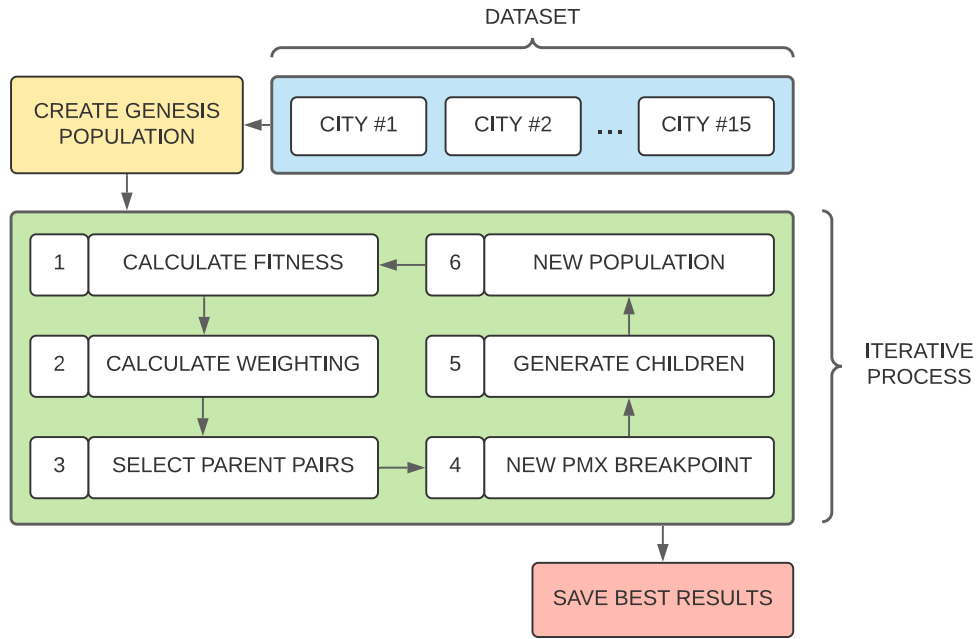 DATASET
CREATE GENESIS
POPULATION
CITY #1
CITY #2
...
CITY #15
1
CALCULATE FITNESS
6
NEW POPULATION
2
CALCULATE WEIGHTING
5
GENERATE CHILDREN
3
SELECT PARENT PAIRS
4
NEW PMX BREAKPOINT
ITERATIVE
PROCESS
SAVE BEST RESULTS